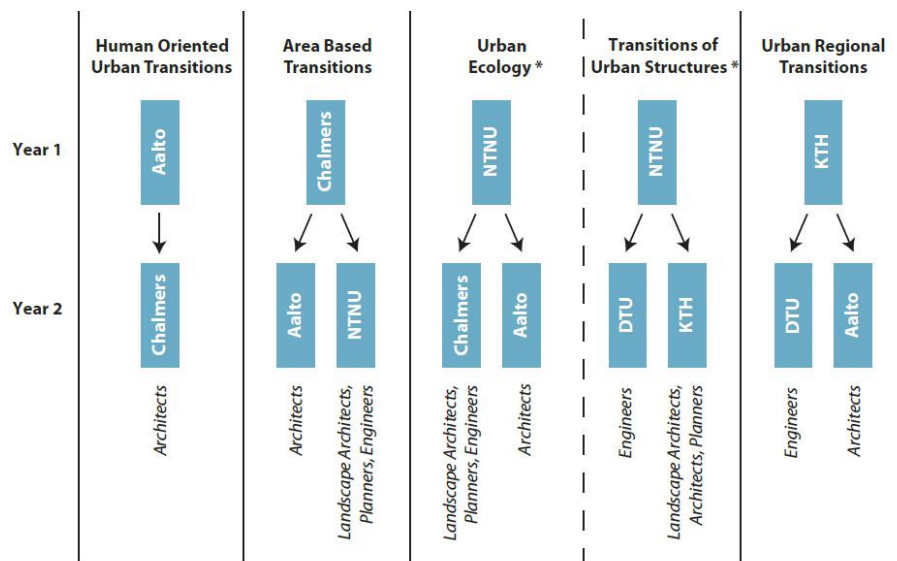 Human Oriented
Urban Transitions
Area Based
Transitions
Urban
Ecology *
Transitions of
Urban Structures *
Urban Regional
Transitions
Year 1
Aalto
Chalmers
NTNU
NTNU
KTH
Year 2
Chalmers
Aalto
NTNU
Chalmers
Aalto
DTU
KTH
DTU
Aalto
Architects
Architects
Landscape Architects,
Planners, Engineers
Landscape Architects,
Planners, Engineers
Architects
Engineers
Landscape Architects,
Architects, Planners
Engineers
Architects